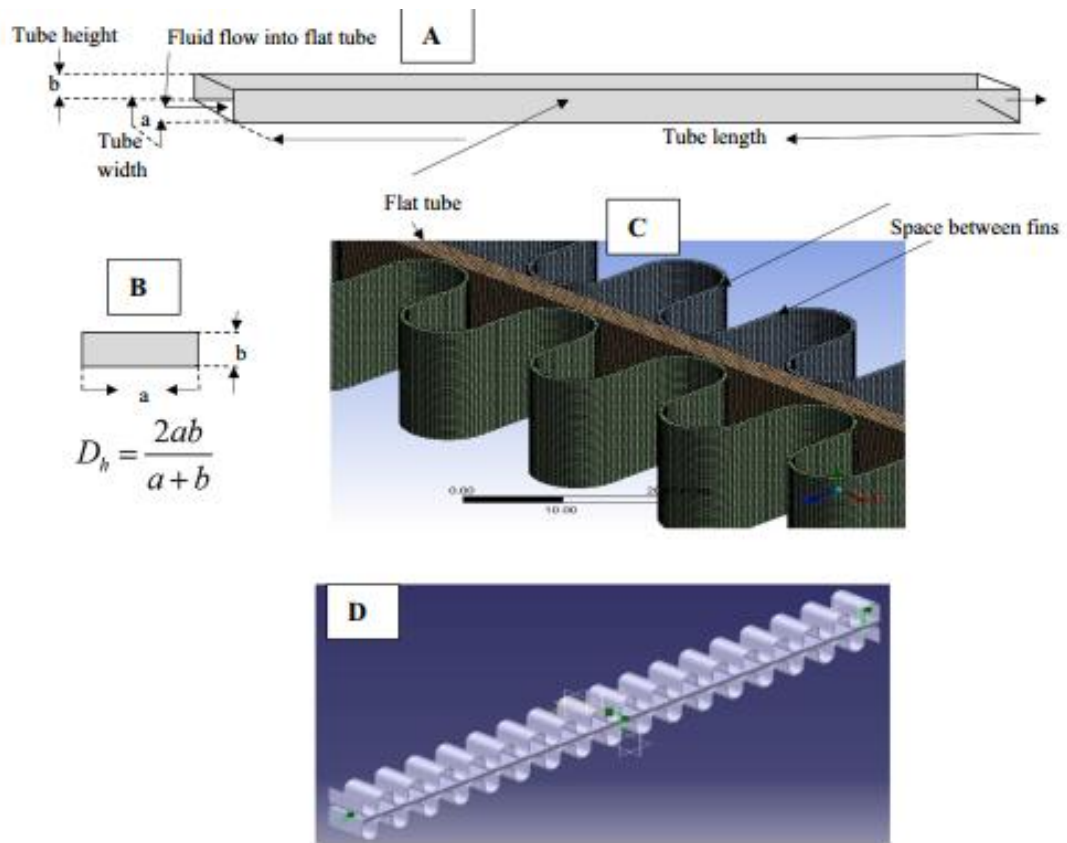 Tube height
Fluid flow into flat tube
A
b
a
Tube
width
Tube length
Flat tube
C
Space between fins
B
b
a
D_h = \frac{2ab}{a+b}
0.00
10.00
D